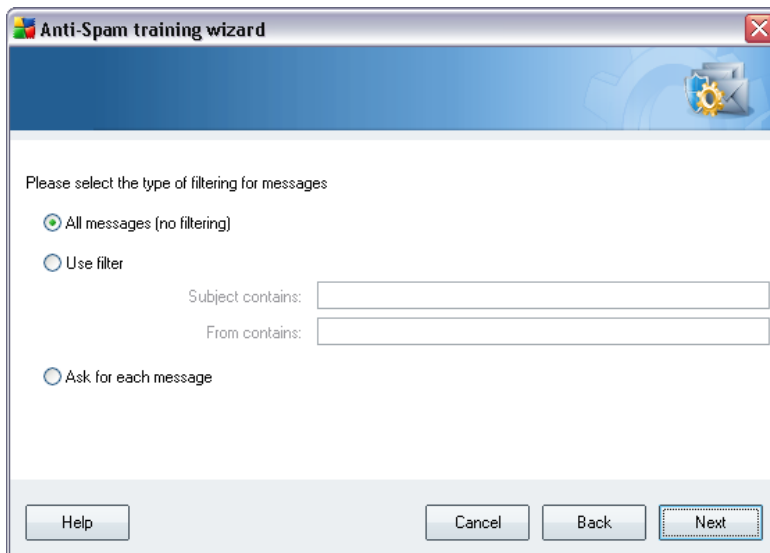 Anti-Spam training wizard
Please select the type of filtering for messages
All messages (no filtering)
Use filter
Subject contains:
From contains:
Ask for each message
Help
Cancel
Back
Next